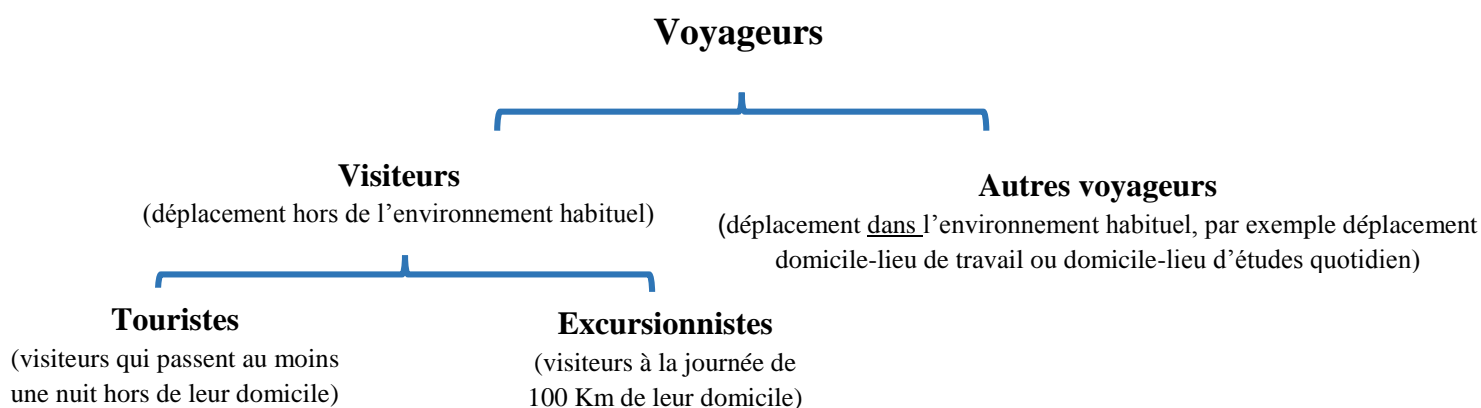 Voyageurs
Visiteurs
(déplacement hors de l’environnement habituel)
Autres voyageurs
(déplacement dans l’environnement habituel, par exemple déplacement
domicile-lieu de travail ou domicile-lieu d’études quotidien)
Touristes
(visiteurs qui passent au moins
une nuit hors de leur domicile)
Excursionnistes
(visiteurs à la journée de
100 Km de leur domicile)